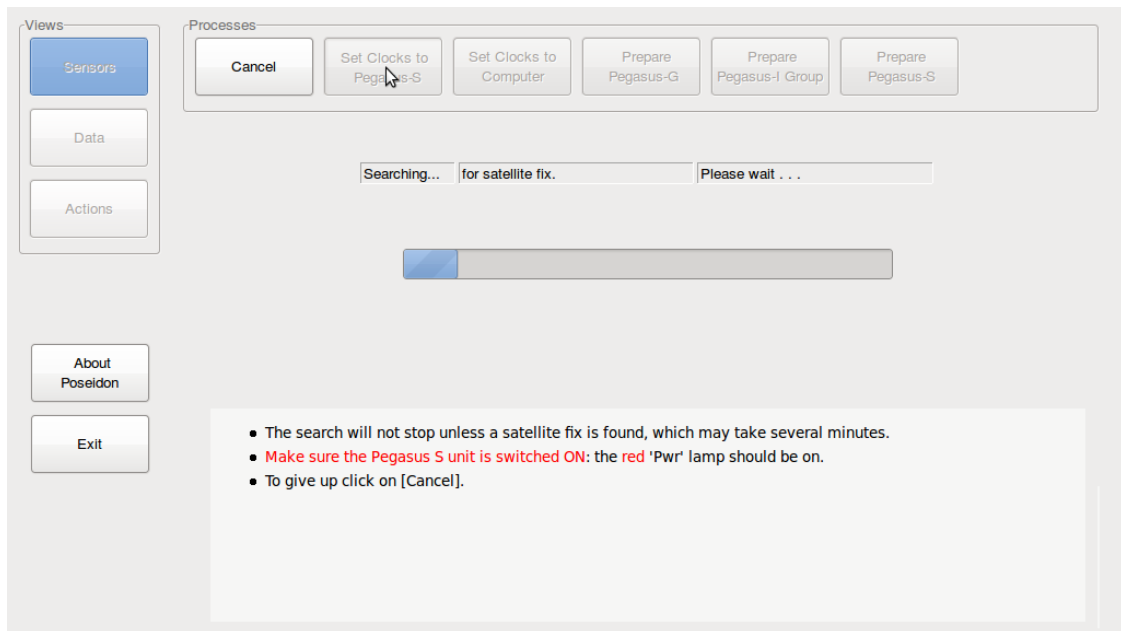 Views
Sensors
Data
Actions
Processes
Cancel
Set Clocks to
Pegasus-S
Set Clocks to
Computer
Prepare
Pegasus-G
Prepare
Pegasus-I Group
Prepare
Pegasus-S
Searching... for satellite fix. Please wait . . .
About
Poseidon
Exit
• The search will not stop unless a satellite fix is found, which may take several minutes.
• Make sure the Pegasus S unit is switched ON: the red 'Pwr' lamp should be on.
• To give up click on [Cancel].